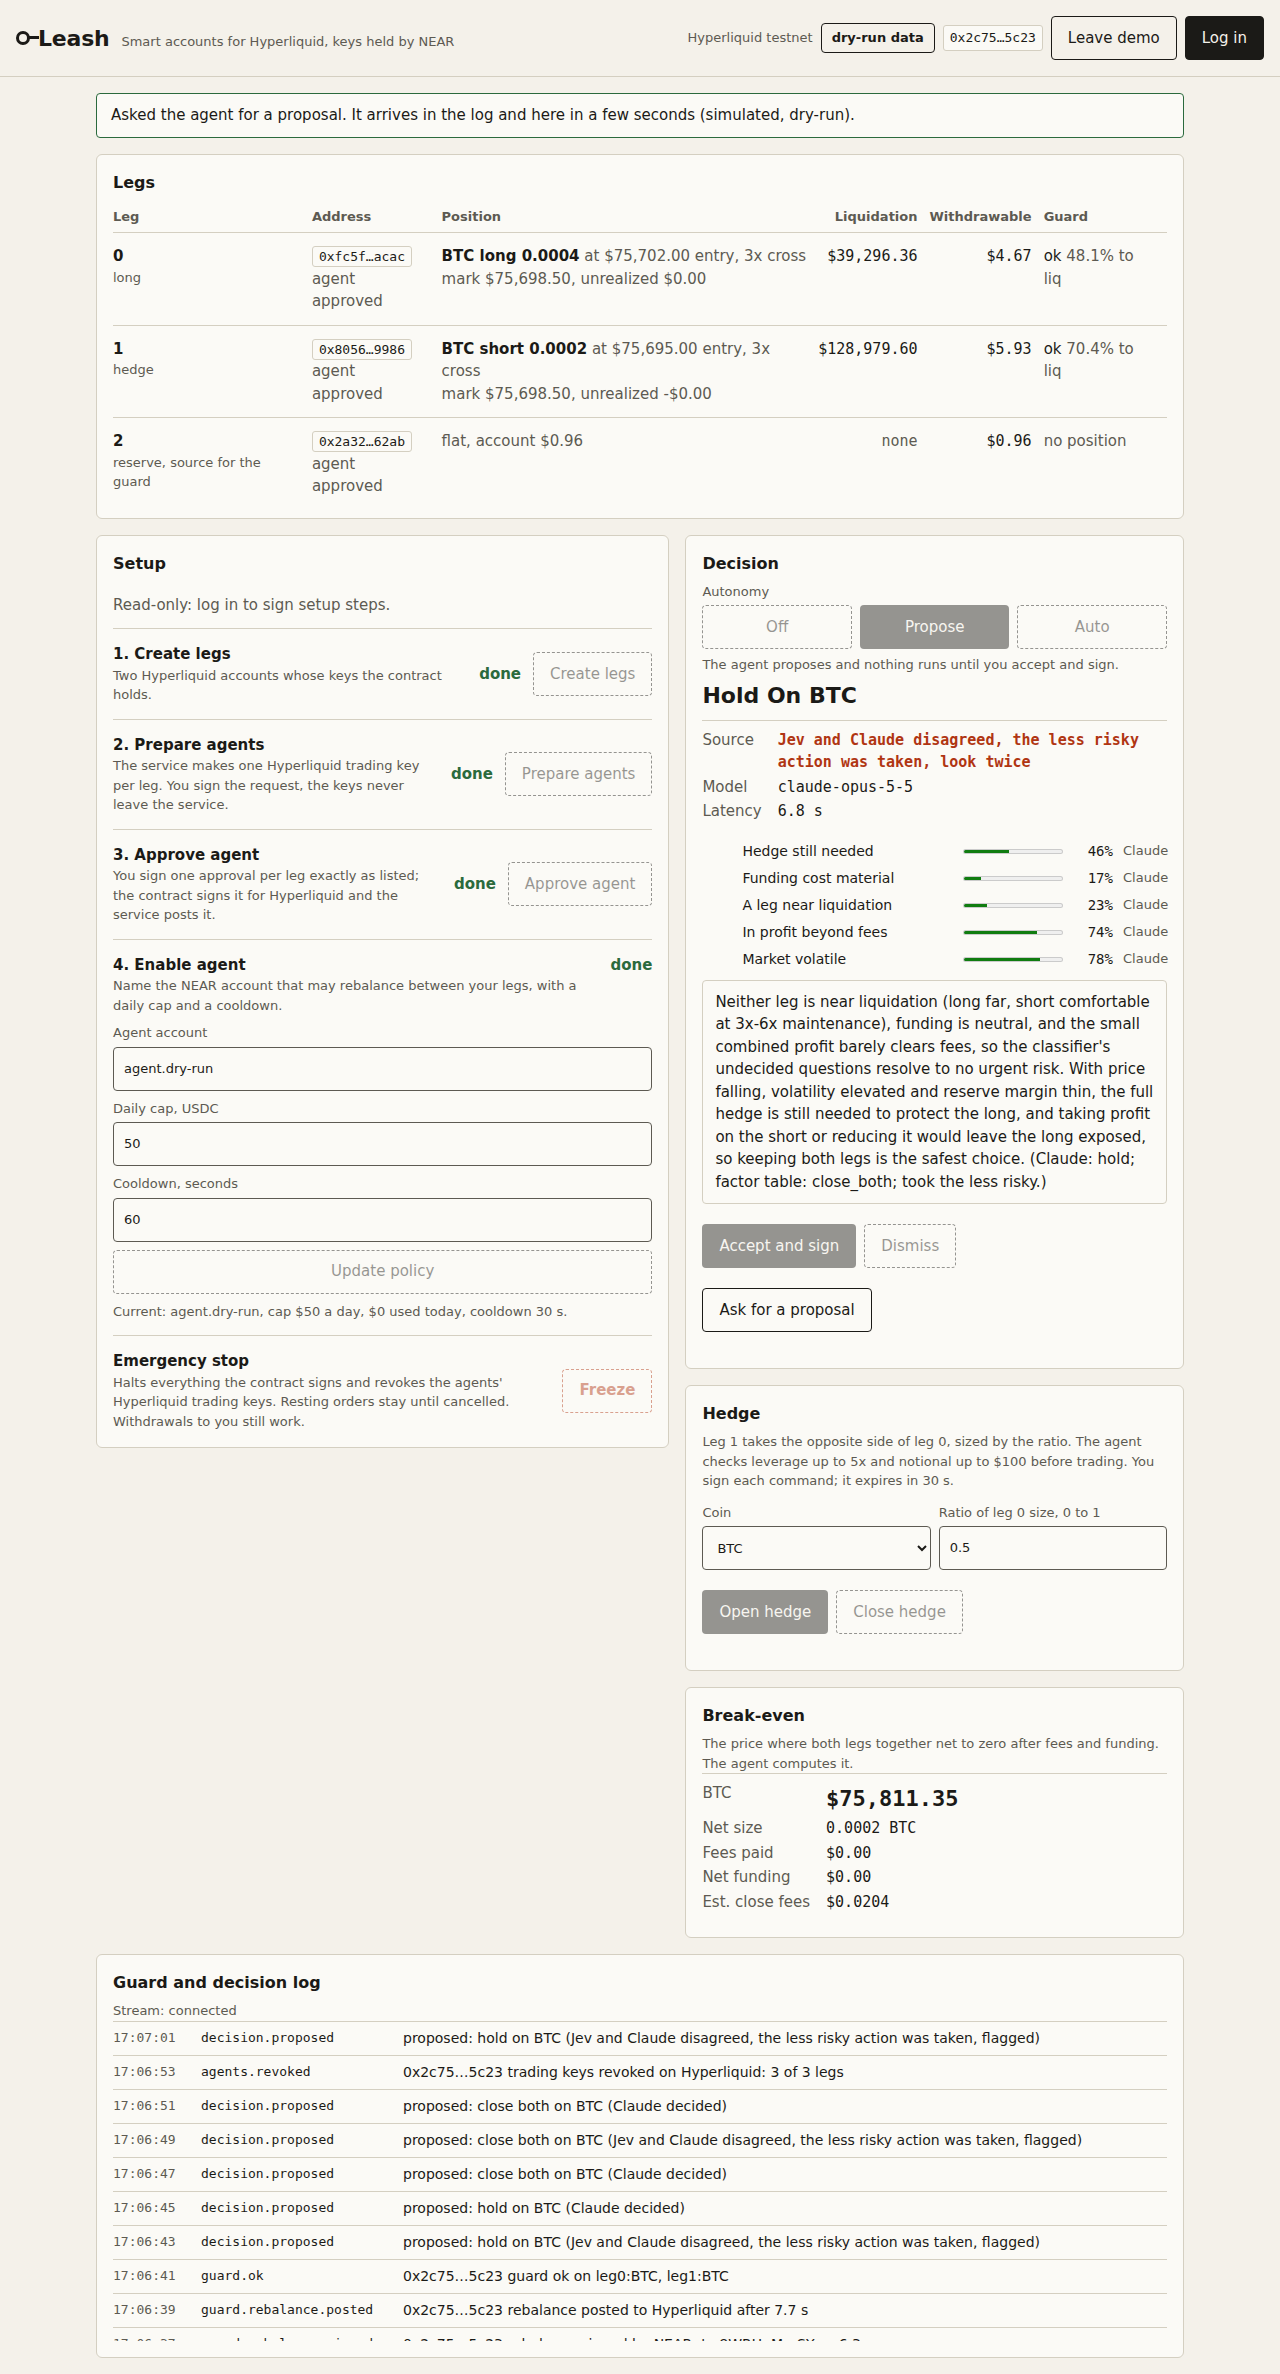 Leash Smart accounts for Hyperliquid, keys held by NEAR Hyperliquid testnet dry-run data 0x2c75…5c23 Leave demo Log in
Asked the agent for a proposal. It arrives in the log and here in a few seconds (simulated, dry-run).
Legs
Leg Address Position Liquidation Withdrawable Guard
0 0xfc5f…acac BTC long 0.0004 at $75,702.00 entry, 3x cross $39,296.36 $4.67 ok 48.1% to
long agent mark $75,698.50, unrealized $0.00 liq
approved
1 0x8056…9986 BTC short 0.0002 at $75,695.00 entry, 3x $128,979.60 $5.93 ok 70.4% to
hedge agent cross liq
approved mark $75,698.50, unrealized -$0.00
2 0x2a32…62ab flat, account $0.96 none $0.96 no position
reserve, source for the agent
guard approved
Setup
Read-only: log in to sign setup steps.
1. Create legs
Two Hyperliquid accounts whose keys the contract
holds.
done Create legs
2. Prepare agents
The service makes one Hyperliquid trading key
per leg. You sign the request, the keys never
leave the service.
done Prepare agents
3. Approve agent
You sign one approval per leg exactly as listed;
the contract signs it for Hyperliquid and the
service posts it.
done Approve agent
4. Enable agent done
Name the NEAR account that may rebalance between your legs, with a
daily cap and a cooldown.
Agent account
agent.dry-run
Daily cap, USDC
50
Cooldown, seconds
60
Update policy
Current: agent.dry-run, cap $50 a day, $0 used today, cooldown 30 s.
Emergency stop
Halts everything the contract signs and revokes the agents'
Hyperliquid trading keys. Resting orders stay until cancelled.
Withdrawals to you still work.
Freeze
Decision
Autonomy
Off Propose Auto
The agent proposes and nothing runs until you accept and sign.
Hold On BTC
Source Jev and Claude disagreed, the less risky
action was taken, look twice
Model claude-opus-5-5
Latency 6.8 s
Hedge still needed 46% Claude
Funding cost material 17% Claude
A leg near liquidation 23% Claude
In profit beyond fees 74% Claude
Market volatile 78% Claude
Neither leg is near liquidation (long far, short comfortable
at 3x-6x maintenance), funding is neutral, and the small
combined profit barely clears fees, so the classifier's
undecided questions resolve to no urgent risk. With price
falling, volatility elevated and reserve margin thin, the full
hedge is still needed to protect the long, and taking profit
on the short or reducing it would leave the long exposed,
so keeping both legs is the safest choice. (Claude: hold;
factor table: close_both; took the less risky.)
Accept and sign Dismiss
Ask for a proposal
Hedge
Leg 1 takes the opposite side of leg 0, sized by the ratio. The agent
checks leverage up to 5x and notional up to $100 before trading. You
sign each command; it expires in 30 s.
Coin Ratio of leg 0 size, 0 to 1
BTC 0.5
Open hedge Close hedge
Break-even
The price where both legs together net to zero after fees and funding.
The agent computes it.
BTC $75,811.35
Net size 0.0002 BTC
Fees paid $0.00
Net funding $0.00
Est. close fees $0.0204
Guard and decision log
Stream: connected
17:07:01 decision.proposed proposed: hold on BTC (Jev and Claude disagreed, the less risky action was taken, flagged)
17:06:53 agents.revoked 0x2c75…5c23 trading keys revoked on Hyperliquid: 3 of 3 legs
17:06:51 decision.proposed proposed: close both on BTC (Claude decided)
17:06:49 decision.proposed proposed: close both on BTC (Jev and Claude disagreed, the less risky action was taken, flagged)
17:06:47 decision.proposed proposed: close both on BTC (Claude decided)
17:06:45 decision.proposed proposed: hold on BTC (Claude decided)
17:06:43 decision.proposed proposed: hold on BTC (Jev and Claude disagreed, the less risky action was taken, flagged)
17:06:41 guard.ok 0x2c75…5c23 guard ok on leg0:BTC, leg1:BTC
17:06:39 guard.rebalance.posted 0x2c75…5c23 rebalance posted to Hyperliquid after 7.7 s